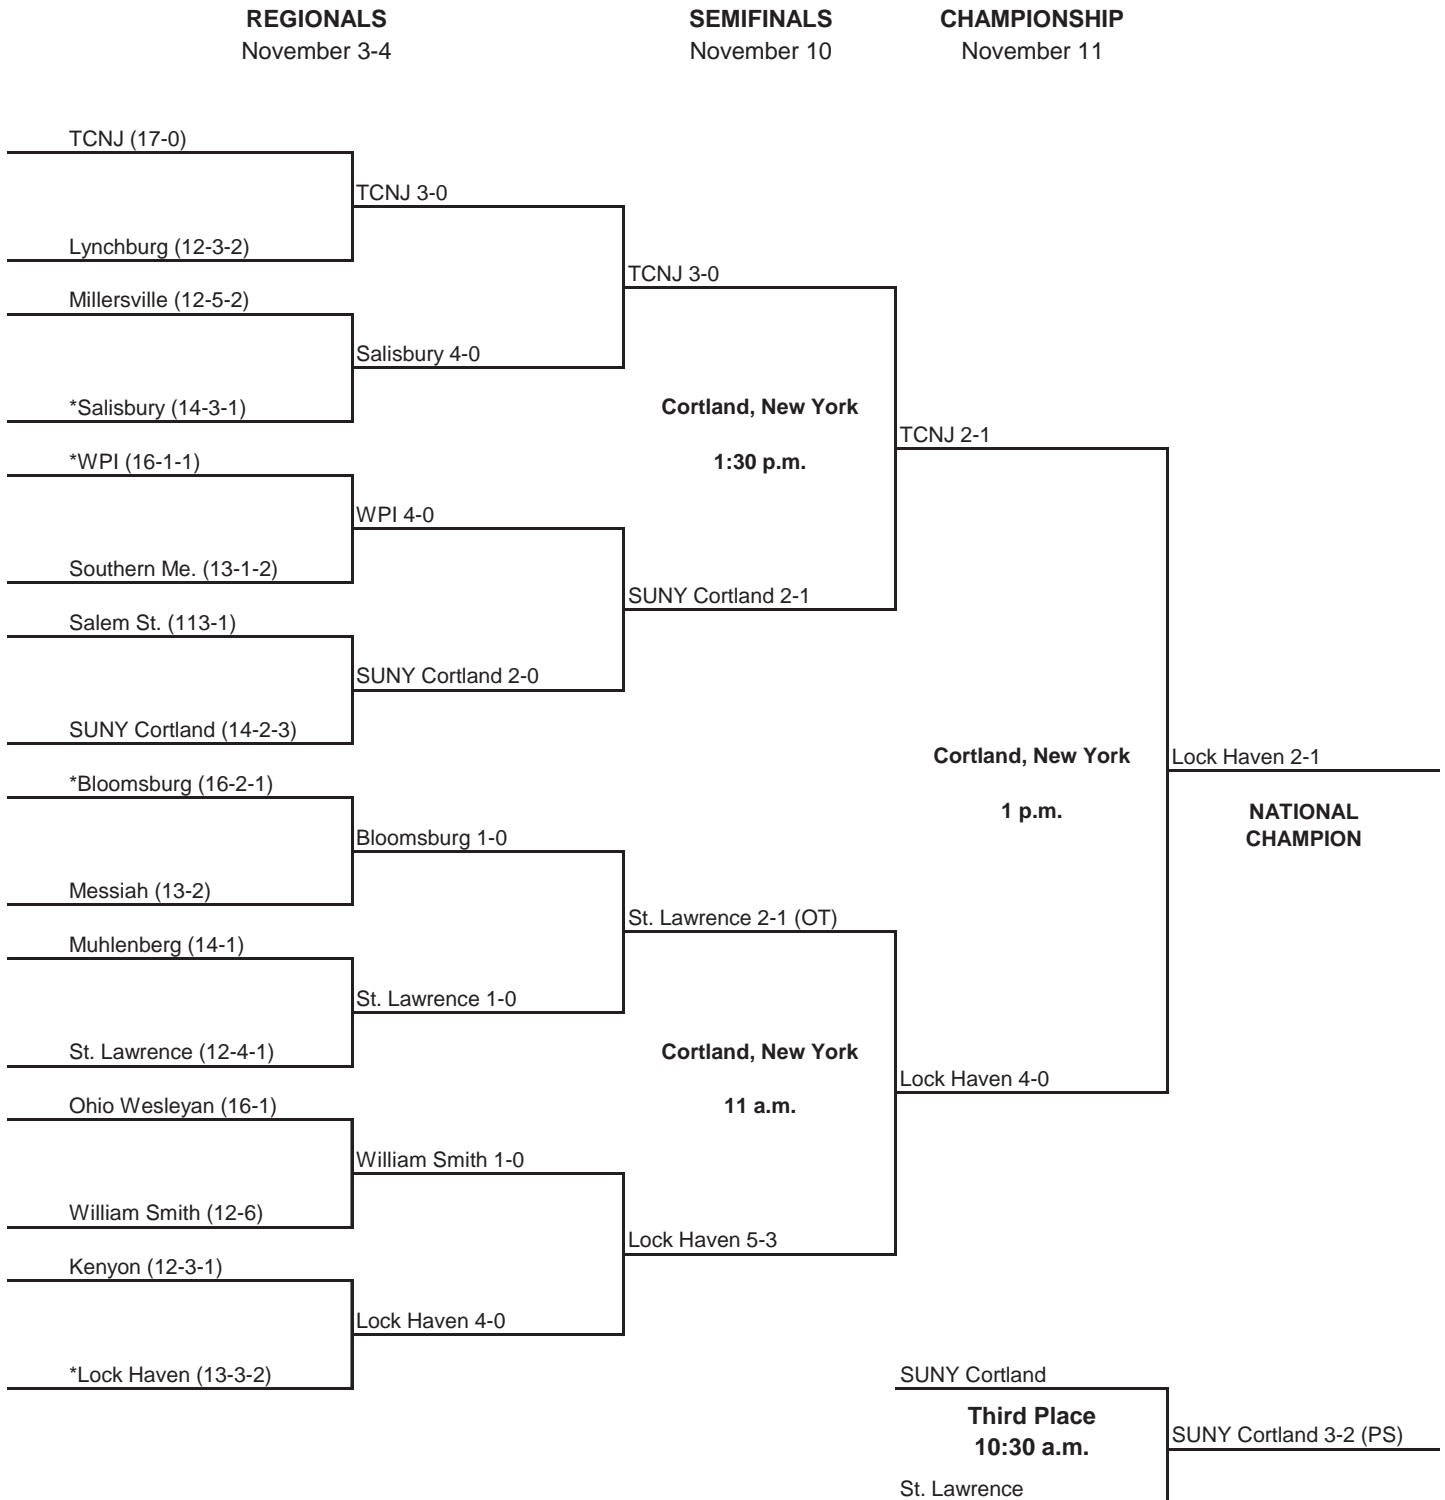 REGIONALS
November 3-4
SEMIFINALS
November 10
CHAMPIONSHIP
November 11
TCNJ (17-0)
TCNJ 3-0
Lynchburg (12-3-2)
TCNJ 3-0
Millersville (12-5-2)
Salisbury 4-0
*Salisbury (14-3-1)
Cortland, New York
1:30 p.m.
TCNJ 2-1
*WPI (16-1-1)
WPI 4-0
Southern Me. (13-1-2)
SUNY Cortland 2-1
Salem St. (113-1)
SUNY Cortland 2-0
SUNY Cortland (14-2-3)
Cortland, New York
1 p.m.
Lock Haven 2-1
NATIONAL
CHAMPION
*Bloomsburg (16-2-1)
Bloomsburg 1-0
Messiah (13-2)
St. Lawrence 2-1 (OT)
Muhlenberg (14-1)
St. Lawrence 1-0
St. Lawrence (12-4-1)
Cortland, New York
11 a.m.
Lock Haven 4-0
Ohio Wesleyan (16-1)
William Smith 1-0
William Smith (12-6)
Lock Haven 5-3
Kenyon (12-3-1)
Lock Haven 4-0
*Lock Haven (13-3-2)
SUNY Cortland
Third Place
10:30 a.m.
SUNY Cortland 3-2 (PS)
St. Lawrence